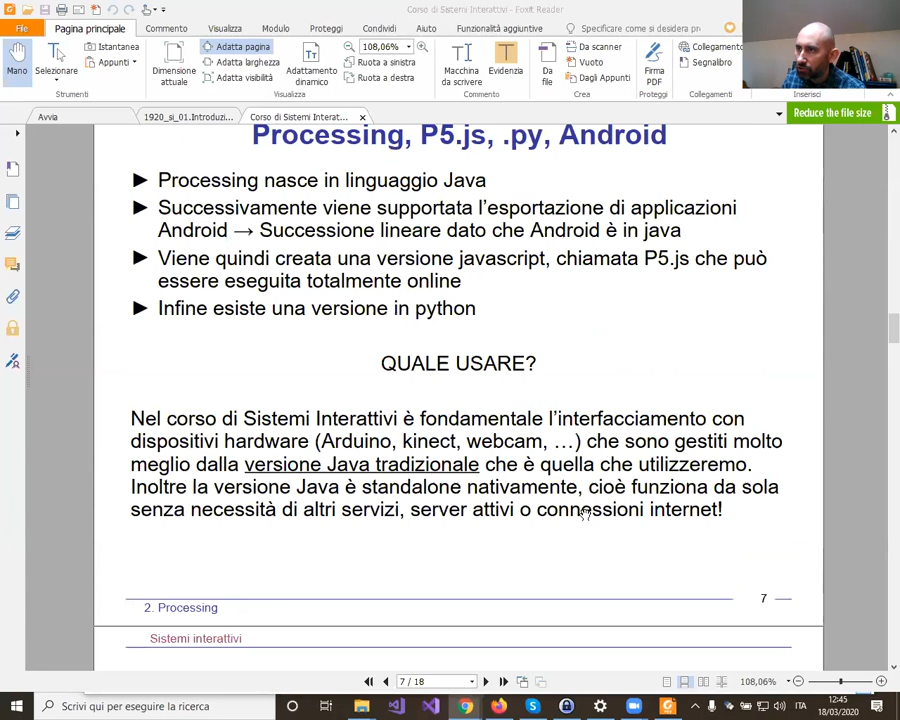 Corso di Sistemi Interattivi - Foxit Reader
File
Pagina principale
Commento
Visualizza
Modulo
Proteggi
Condividi
Aiuto
Funzionalità aggiuntive
Specificare cosa si desidera
Mano
Selezionare
Istantanea
Appunti
Strumenti
Dimensione attuale
Adatta pagina
Adatta larghezza
Adatta visibilità
Visualizza
Adattamento dinamico
108,06%
Ruota a sinistra
Ruota a destra
Macchina da scrivere
Evidenzia
Commento
Da file
Da scanner
Vuoto
Dagli Appunti
Crea
Firma PDF
Proteggi
Collegamento
Segnalibro
Collegamenti
Inserisci
Avvia
1920_si_01.Introduzi...
Corso di Sistemi Interat...
Reduce the file size
Processing, P5.js, .py, Android
► Processing nasce in linguaggio Java
► Successivamente viene supportata l'esportazione di applicazioni
Android → Successione lineare dato che Android è in java
► Viene quindi creata una versione javascript, chiamata P5.js che può
essere eseguita totalmente online
► Infine esiste una versione in python
QUALE USARE?
Nel corso di Sistemi Interattivi è fondamentale l'interfacciamento con
dispositivi hardware (Arduino, kinect, webcam, …) che sono gestiti molto
meglio dalla versione Java tradizionale che è quella che utilizzeremo.
Inoltre la versione Java è standalone nativamente, cioè funziona da sola
senza necessità di altri servizi, server attivi o connessioni internet!
7
2. Processing
Sistemi interattivi
7 / 18
108,06%
Scrivi qui per eseguire la ricerca
12:45
18/03/2020